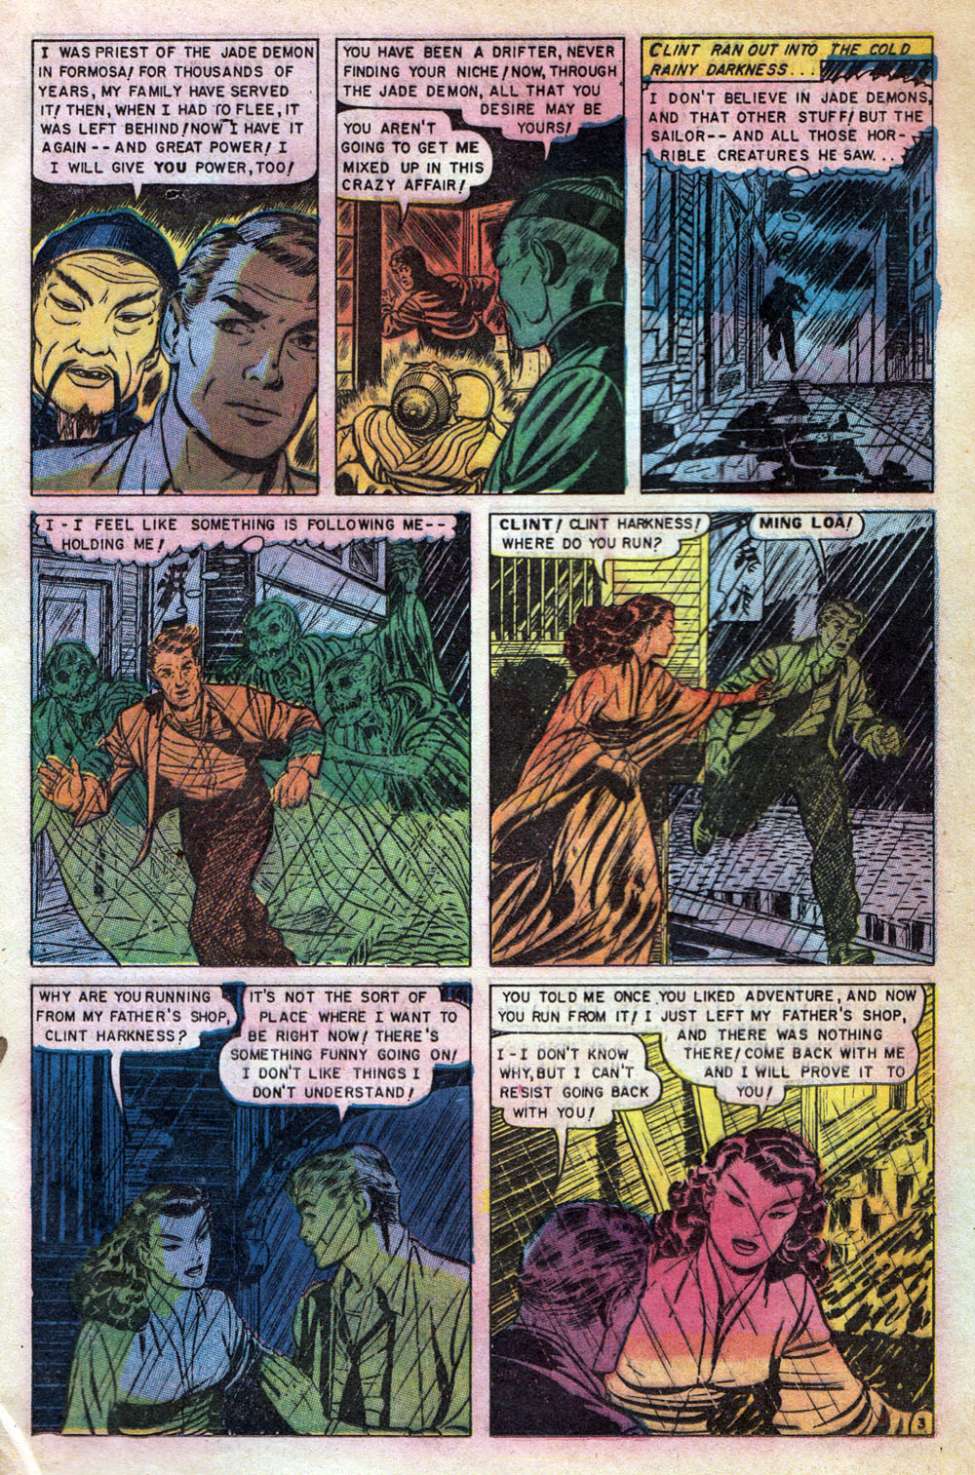 I WAS PRIEST OF THE JADE DEMON
IN FORMOSA! FOR THOUSANDS OF
YEARS, MY FAMILY HAVE SERVED
IT! THEN, WHEN I HAD TO FLEE, IT
WAS LEFT BEHIND! NOW I HAVE IT
AGAIN -- AND GREAT POWER! I
I WILL GIVE YOU POWER, TOO!
YOU HAVE BEEN A DRIFTER, NEVER
FINDING YOUR NICHE! NOW, THROUGH
THE JADE DEMON, ALL THAT YOU
DESIRE MAY BE
YOURS!
YOU AREN'T
GOING TO GET ME
MIXED UP IN THIS
CRAZY AFFAIR!
CLINT RAN OUT INTO THE COLD
RAINY DARKNESS...
I DON'T BELIEVE IN JADE DEMONS,
AND THAT OTHER STUFF! BUT THE
SAILOR -- AND ALL THOSE HOR-
RIBLE CREATURES HE SAW...
I - I FEEL LIKE SOMETHING IS FOLLOWING ME --
HOLDING ME!
CLINT! CLINT HARKNESS!
WHERE DO YOU RUN?
MING LOA!
WHY ARE YOU RUNNING
FROM MY FATHER'S SHOP,
CLINT HARKNESS?
IT'S NOT THE SORT OF
PLACE WHERE I WANT TO
BE RIGHT NOW! THERE'S
SOMETHING FUNNY GOING ON!
I DON'T LIKE THINGS I
DON'T UNDERSTAND!
YOU TOLD ME ONCE YOU LIKED ADVENTURE, AND NOW
YOU RUN FROM IT! I JUST LEFT MY FATHER'S SHOP,
AND THERE WAS NOTHING
THERE! COME BACK WITH ME
AND I WILL PROVE IT TO
YOU!
I - I DON'T KNOW
WHY, BUT I CAN'T
RESIST GOING BACK
WITH YOU!
3